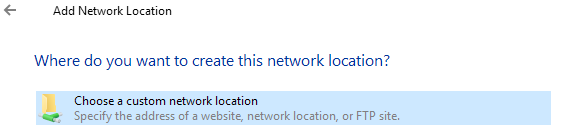 Add Network Location
Where do you want to create this network location?
Choose a custom network location
Specify the address of a website, network location, or FTP site.